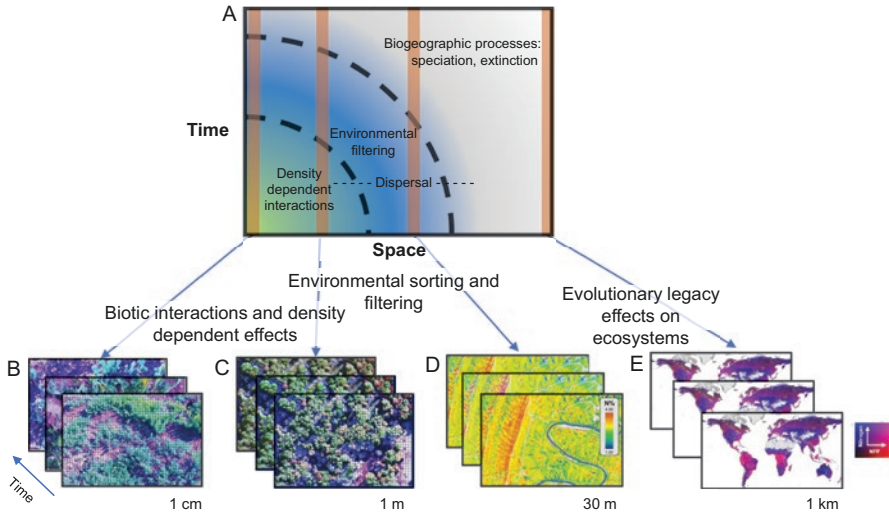 A
Biogeographic processes:
speciation, extinction
Time
Environmental
filtering
Density
dependent
interactions
Dispersal
Space
Biotic interactions and density
dependent effects
Environmental sorting and
filtering
Evolutionary legacy
effects on
ecosystems
B
C
D
E
N%
Time
1 cm
1 m
30 m
1 km